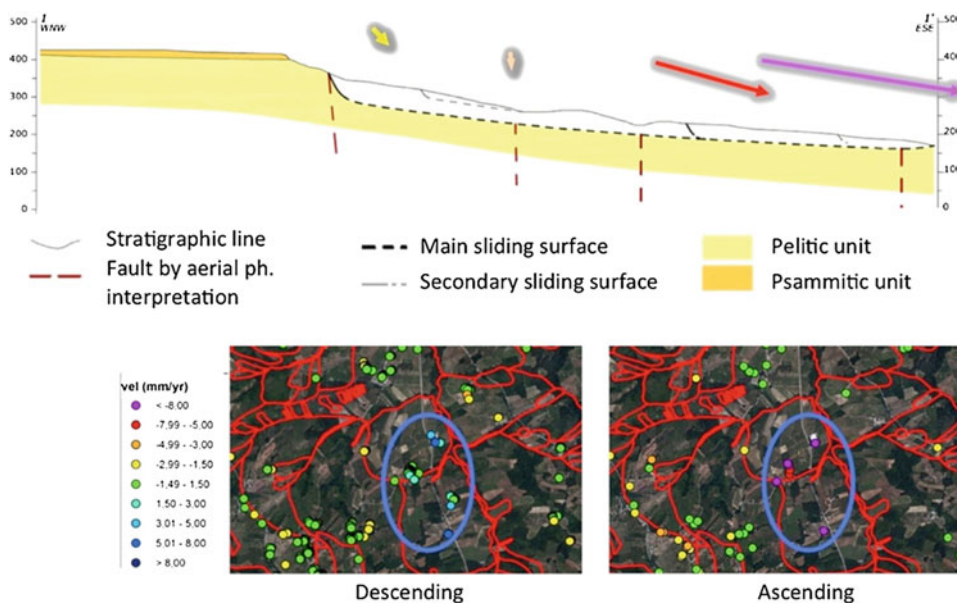 1
WNW
1'
ESE
500
400
300
200
100
0
500
400
300
200
100
0
Stratigraphic line
Fault by aerial ph.
interpretation
Main sliding surface
Secondary sliding surface
Pelitic unit
Psammitic unit
vel (mm/yr)
< -8.00
-7.99 - -5.00
-4.99 - -3.00
-2.99 - -1.50
-1,49 - 1.50
1.50 - 3.00
3.01 - 5.00
5.01 - 8.00
> 8.00
Descending
Ascending